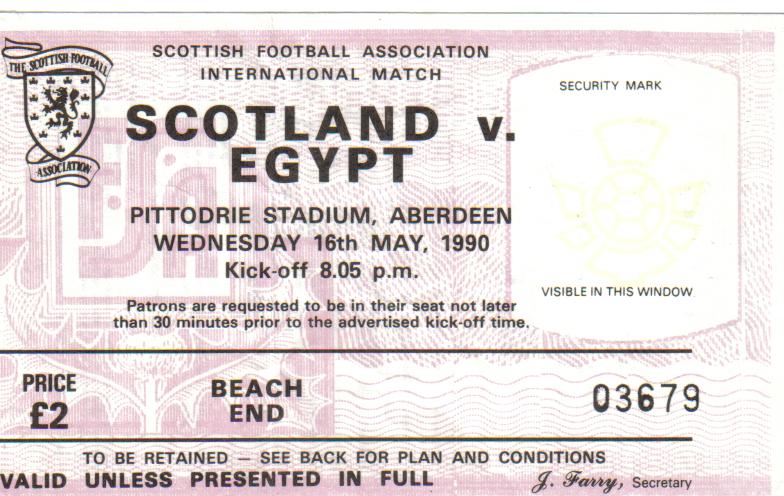 SCOTTISH FOOTBALL ASSOCIATION
INTERNATIONAL MATCH
THE SCOTTISH FOOTBALL
ASSOCIATION
SCOTLAND v.
EGYPT
PITTODRIE STADIUM, ABERDEEN
WEDNESDAY 16th MAY, 1990
Kick-off 8.05 p.m.
Patrons are requested to be in their seat not later
than 30 minutes prior to the advertised kick-off time.
SECURITY MARK
VISIBLE IN THIS WINDOW
PRICE
£2
BEACH
END
03679
TO BE RETAINED — SEE BACK FOR PLAN AND CONDITIONS
VALID UNLESS PRESENTED IN FULL
J. Farry, Secretary